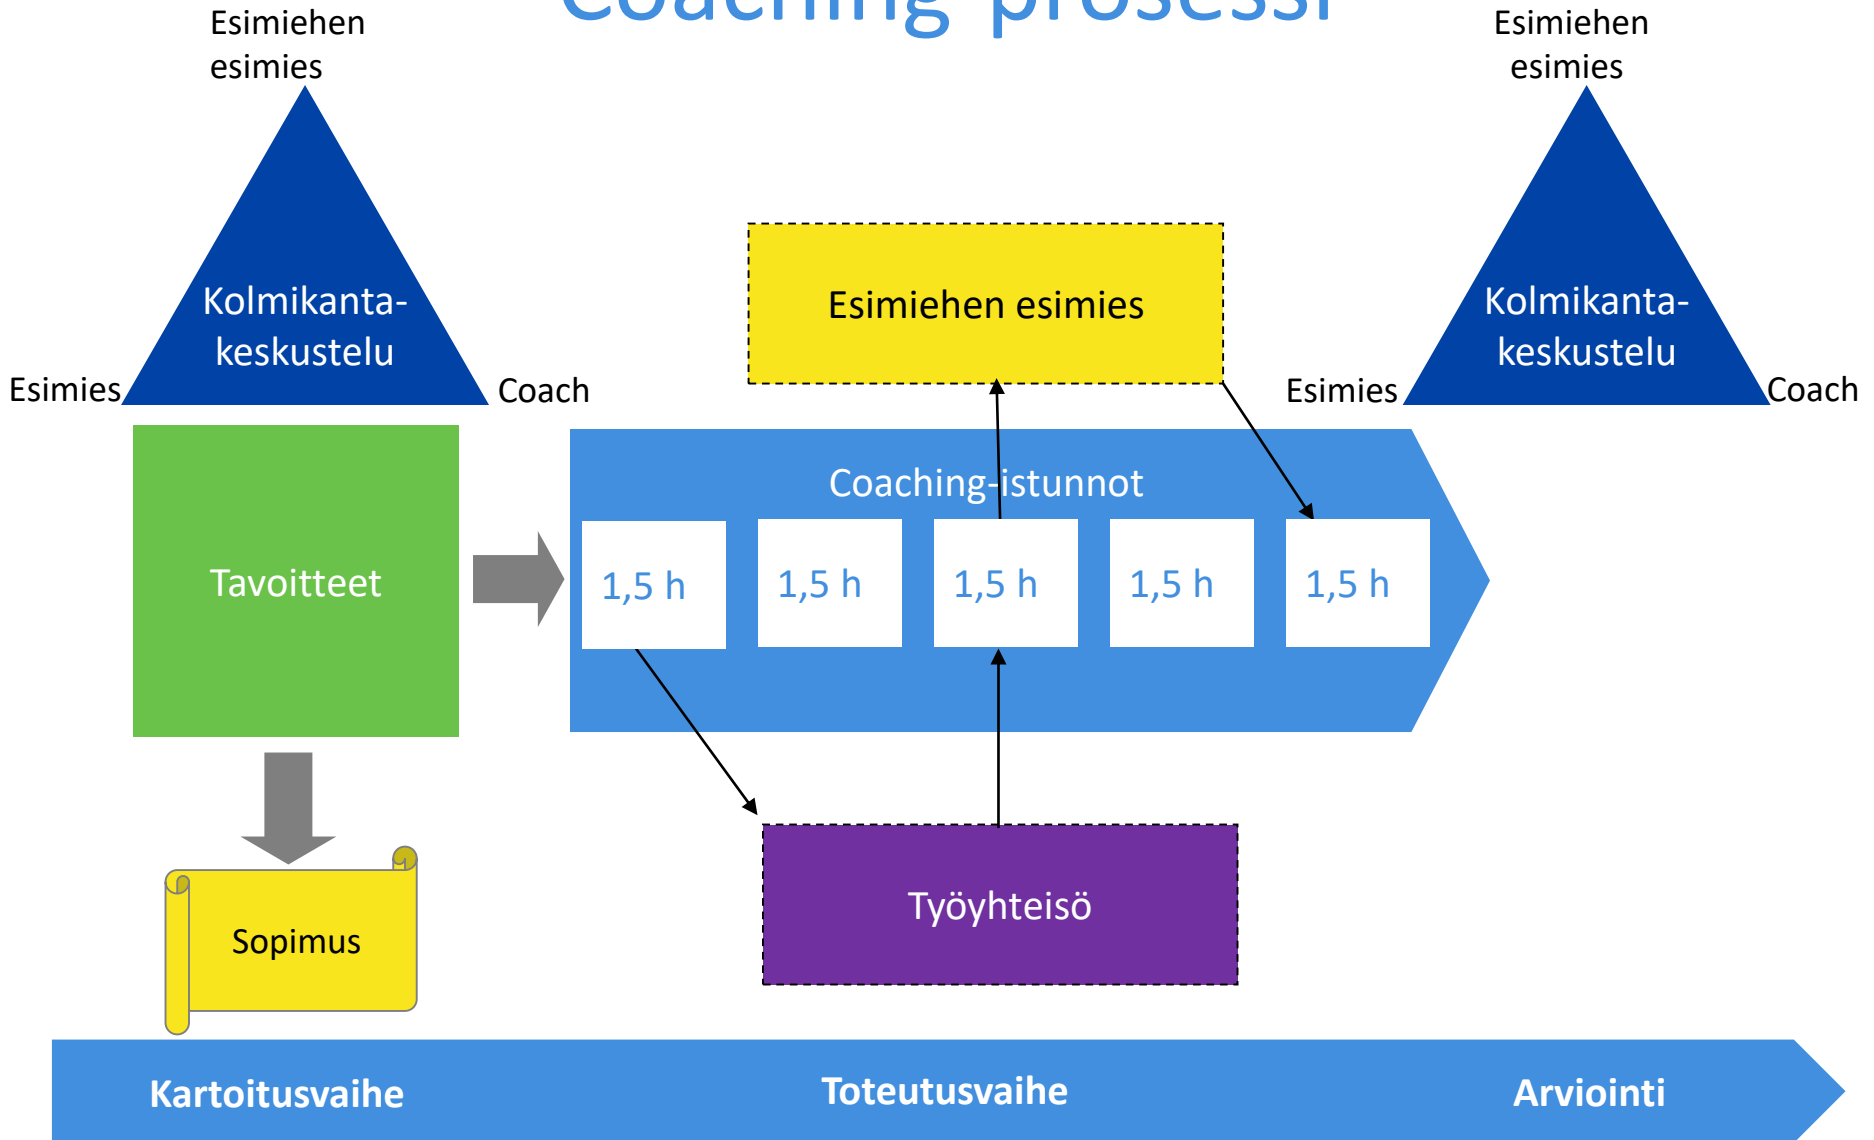 Coaching-prosessi
Esimiehen
esimies
Esimiehen
esimies
Kolmikanta-
keskustelu
Esimies
Coach
Esimiehen esimies
Kolmikanta-
keskustelu
Esimies
Coach
Tavoitteet
Coaching-istunnot
1,5 h
1,5 h
1,5 h
1,5 h
1,5 h
Sopimus
Työyhteisö
Kartoitusvaihe
Toteutusvaihe
Arviointi